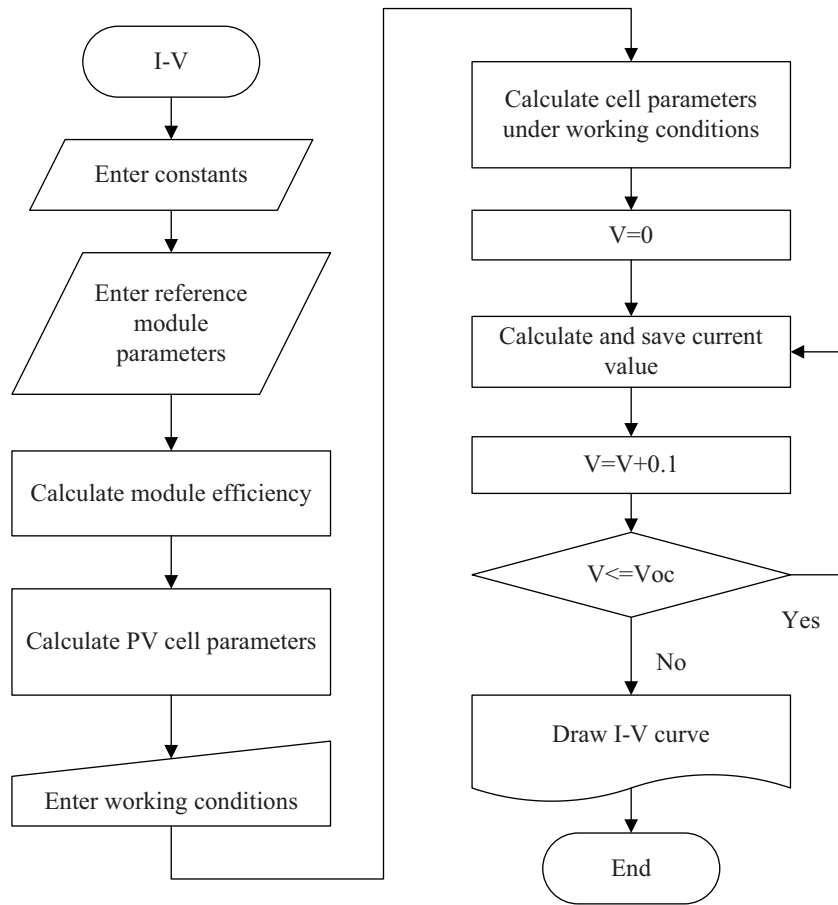 I-V
Enter constants
Enter reference
module
parameters
Calculate module efficiency
Calculate PV cell parameters
Enter working conditions
Calculate cell parameters
under working conditions
V=0
Calculate and save current
value
V=V+0.1
V<=Voc
Yes
No
Draw I-V curve
End